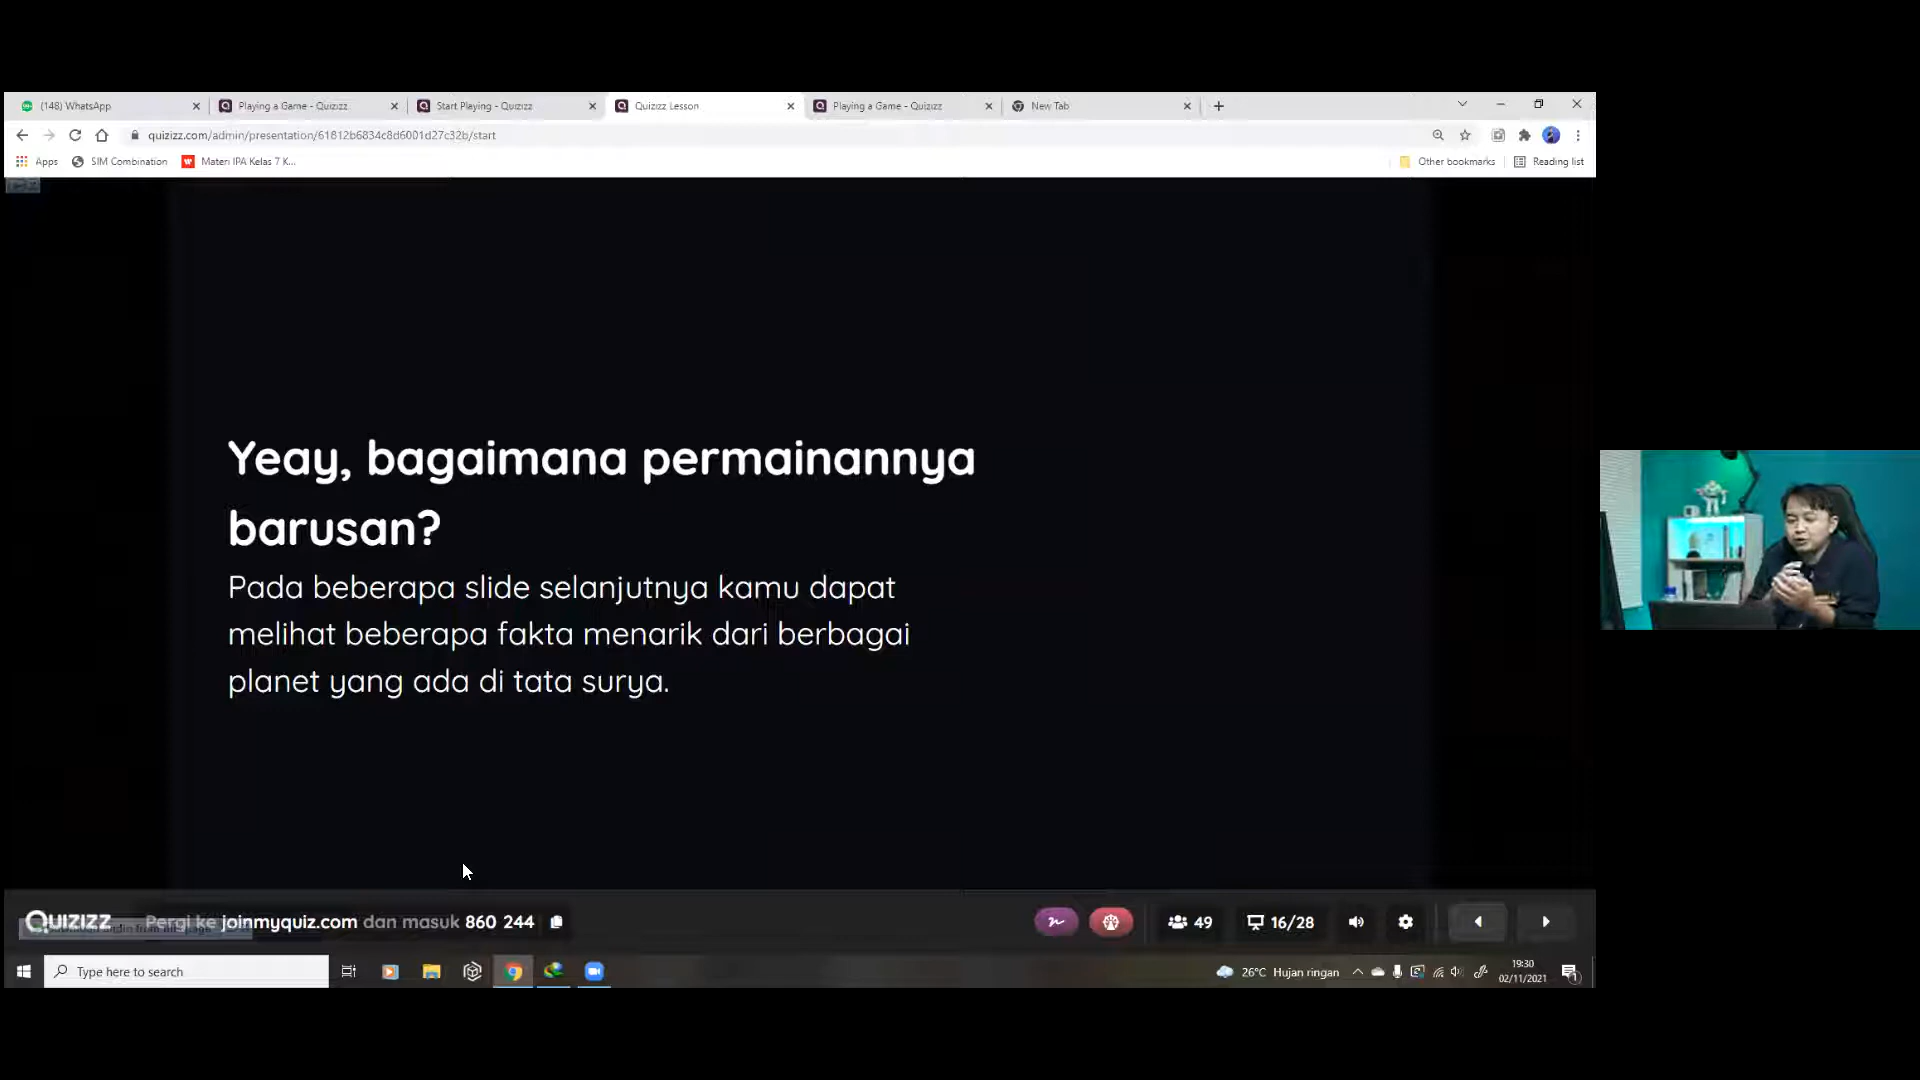 (148) WhatsApp
Playing a Game - Quizizz
Start Playing - Quizizz
Quizizz Lesson
Playing a Game - Quizizz
New Tab
quizizz.com/admin/presentation/61812b6834c8d6001d27c32b/start
Apps
SIM Combination
Materi IPA Kelas 7 K...
Other bookmarks
Reading list
Yeay, bagaimana permainannya
barusan?
Pada beberapa slide selanjutnya kamu dapat
melihat beberapa fakta menarik dari berbagai
planet yang ada di tata surya.
Quizizz
Pergi ke joinmyquiz.com dan masuk 860 244
49
16/28
Type here to search
26°C Hujan ringan
19:30
02/11/2021
1